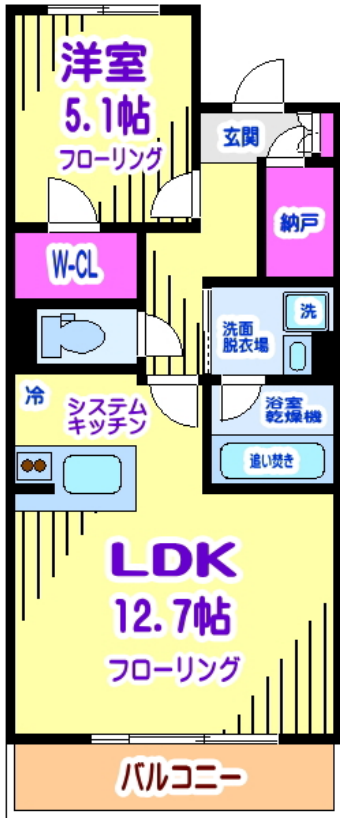 洋室
5.1帖
フローリング
玄関
納戸
W-CL
洗
洗面
脱衣場
冷
システム
キッチン
浴室
乾燥機
追い焚き
LDK
12.7帖
フローリング
バルコニー